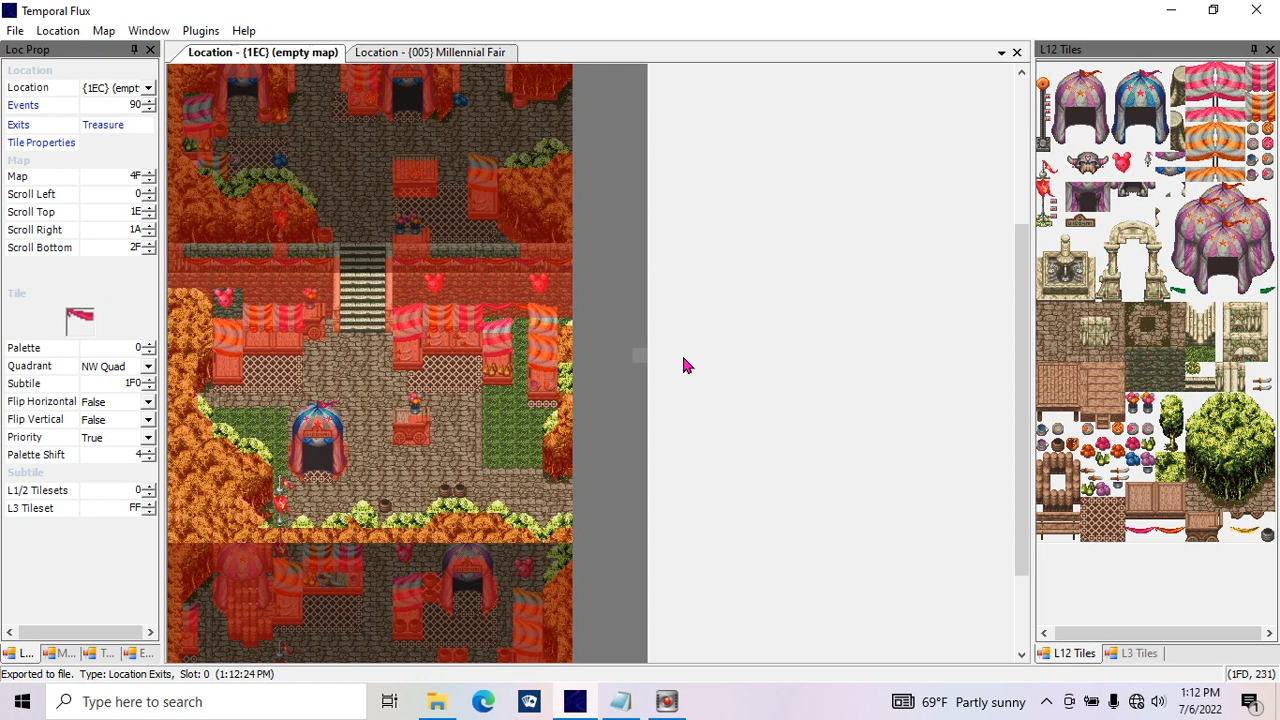 Temporal Flux
File Location Map Window Plugins Help
Loc Prop
Location - {1EC} (empty map)
Location - {005} Millennial Fair
L12 Tiles
Location
Location {1EC} (empt
Events 90
Exits Treasure
Tile Properties
Map
Map 4F
Scroll Left 0
Scroll Top 1E
Scroll Right 1A
Scroll Bottom 2F
Tile
Palette 0
Quadrant NW Quad
Subtile 1F0
Flip Horizontal False
Flip Vertical False
Priority True
Palette Shift 4
Subtile
L1/2 Tilesets 0
L3 Tileset FF
L... M... T... E...
L12 Tiles L3 Tiles
Exported to file. Type: Location Exits, Slot: 0 (1:12:24 PM)
(1FD, 231)
Type here to search
69°F Partly sunny
1:12 PM
7/6/2022
1